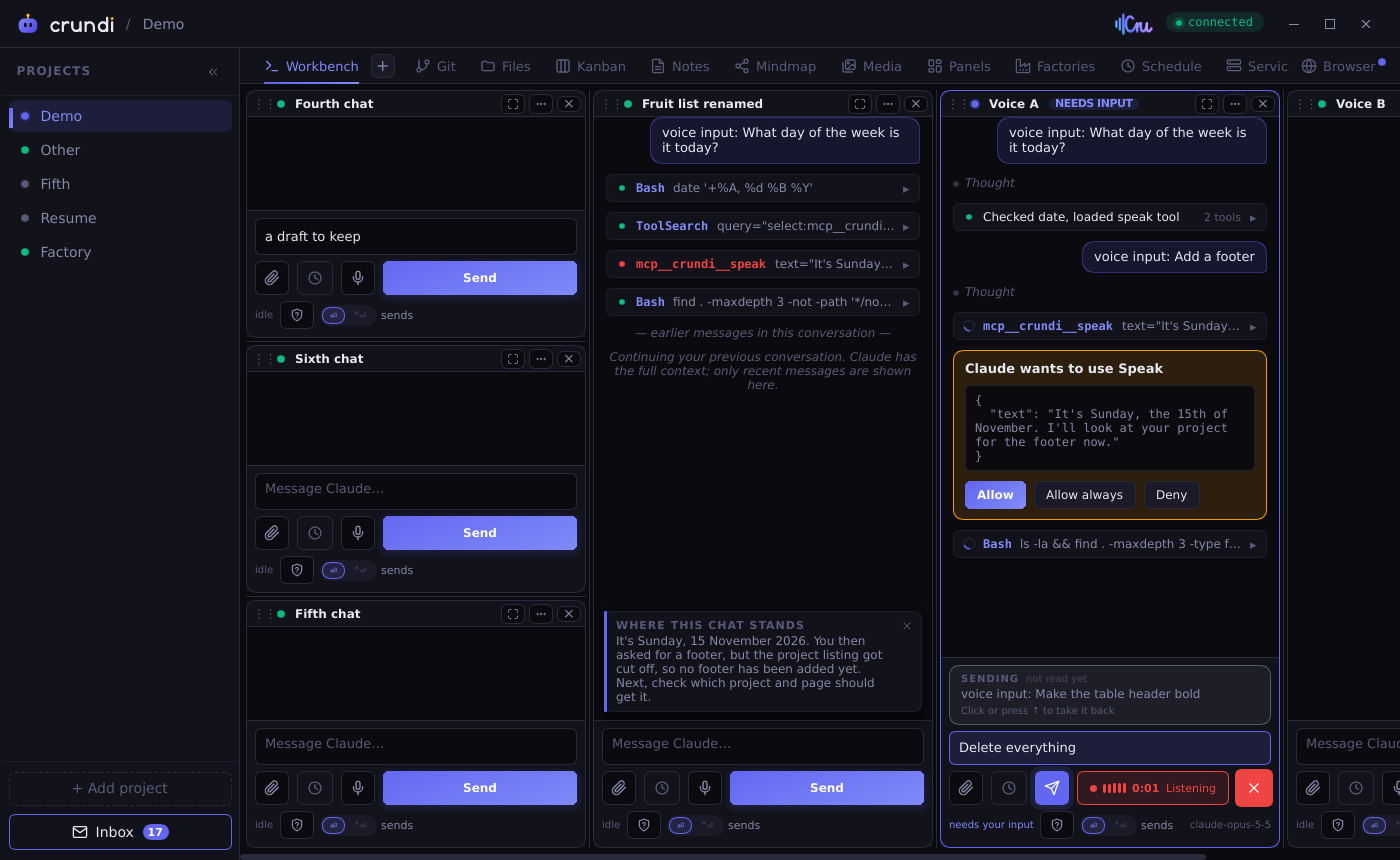 crundi / Demo
Cru
connected
PROJECTS
Demo
Other
Fifth
Resume
Factory
+ Add project
Inbox 17
Workbench
+
Git
Files
Kanban
Notes
Mindmap
Media
Panels
Factories
Schedule
Servic
Browser
Fourth chat
a draft to keep
Send
idle
sends
Sixth chat
Message Claude…
Send
idle
sends
Fifth chat
Message Claude…
Send
idle
sends
Fruit list renamed
voice input: What day of the week is
it today?
Bash date '+%A, %d %B %Y'
ToolSearch query="select:mcp__crundi…
mcp__crundi__speak text="It's Sunday…
Bash find . -maxdepth 3 -not -path '*/no…
— earlier messages in this conversation —
Continuing your previous conversation. Claude has
the full context; only recent messages are shown
here.
WHERE THIS CHAT STANDS
It's Sunday, 15 November 2026. You then
asked for a footer, but the project listing got
cut off, so no footer has been added yet.
Next, check which project and page should
get it.
Message Claude…
Send
idle
sends
Voice A NEEDS INPUT
voice input: What day of the week is
it today?
Thought
Checked date, loaded speak tool 2 tools
voice input: Add a footer
Thought
mcp__crundi__speak text="It's Sunday…
Claude wants to use Speak
{
"text": "It's Sunday, the 15th of
November. I'll look at your project
for the footer now."
}
Allow
Allow always
Deny
Bash ls -la && find . -maxdepth 3 -type f…
SENDING not read yet
voice input: Make the table header bold
Click or press ↑ to take it back
Delete everything
0:01 Listening
needs your input
sends
claude-opus-5-5
Voice B
Message Clau
idle